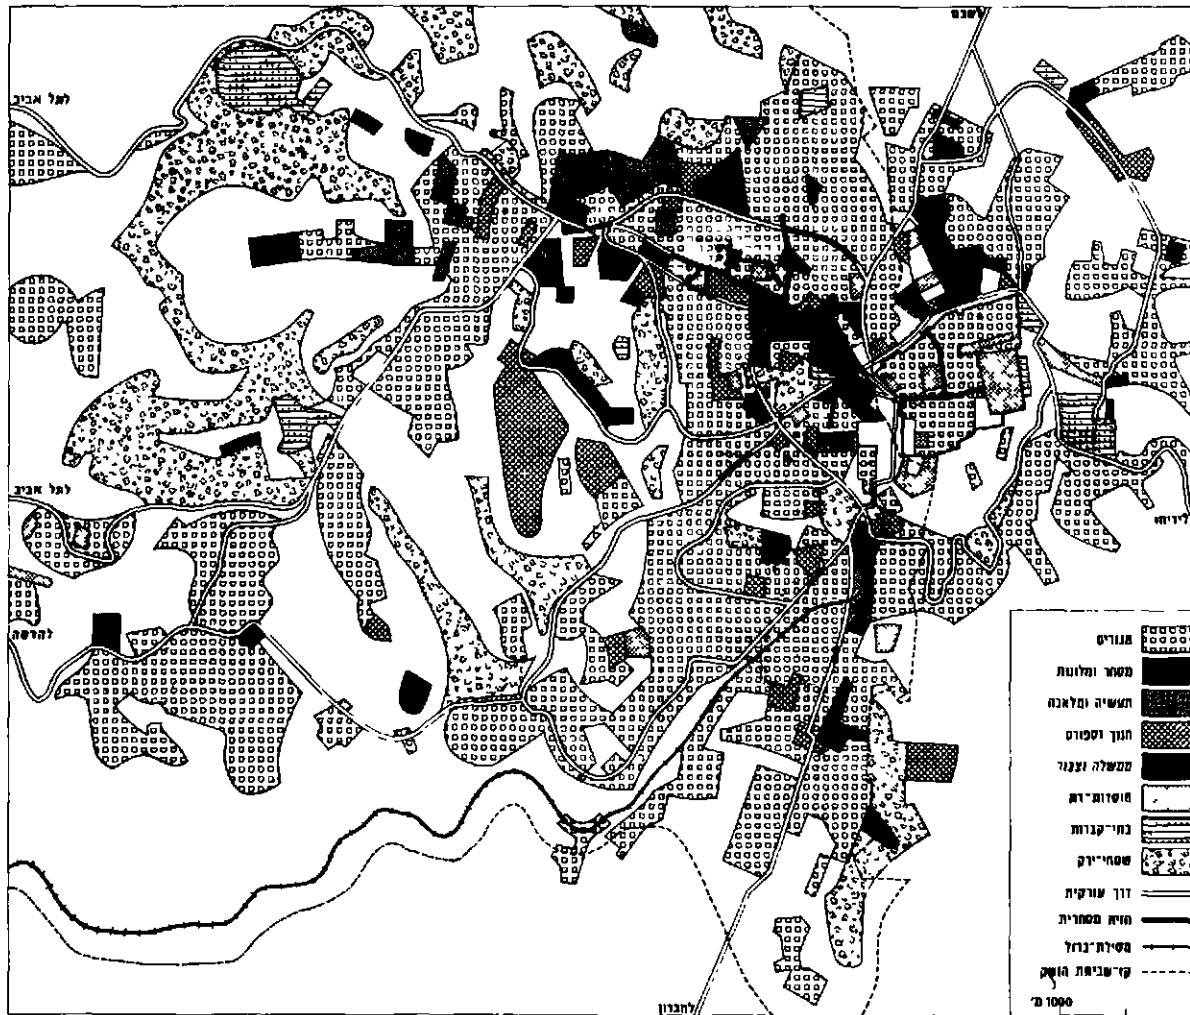 לשכם
לתל אביב
לתל אביב
ליריחו
להדסה
מגורים
מסחר ומלונות
תעשיה ומלאכה
חנוך וספורט
ממשלה וצבור
מוסדות-דת
בתי-קברות
שטחי-ירק
דרך עורקית
חזית מסחרית
מסילת-ברזל
קו-שביתת הנשק
1000 מ'
לחברון